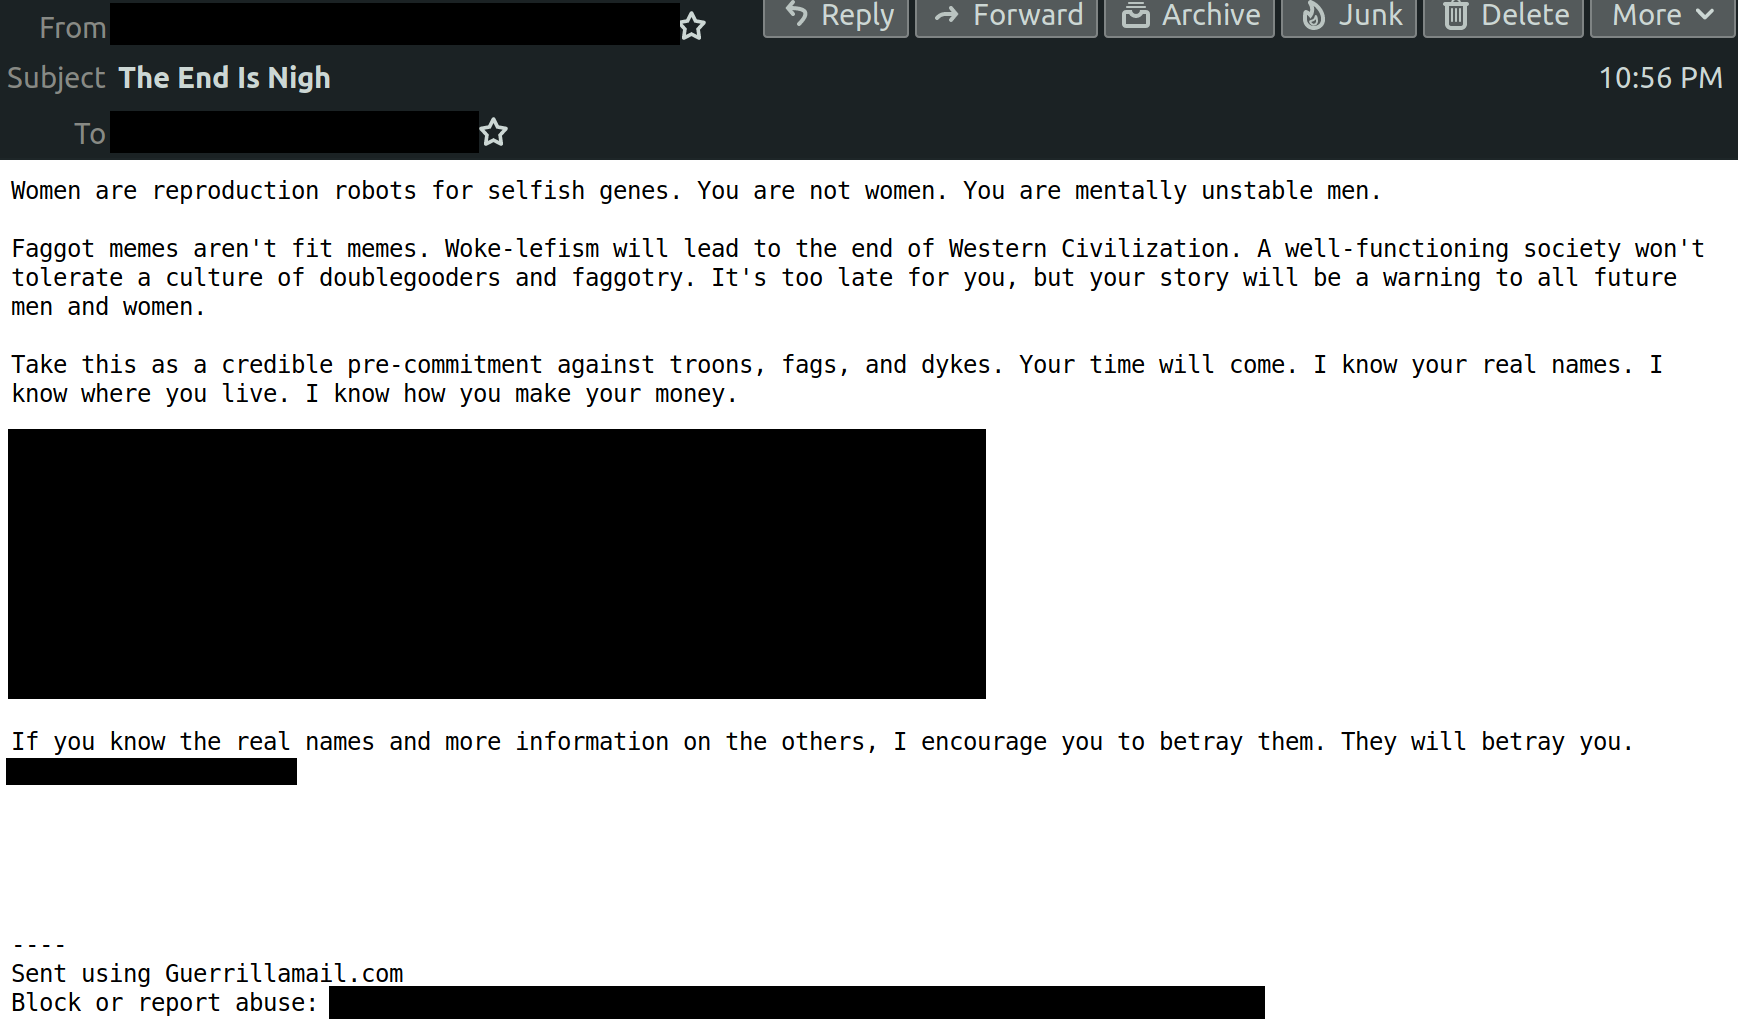 From
Reply Forward Archive Junk Delete More
Subject The End Is Nigh 10:56 PM
To
Women are reproduction robots for selfish genes. You are not women. You are mentally unstable men.
Faggot memes aren't fit memes. Woke-lefism will lead to the end of Western Civilization. A well-functioning society won't
tolerate a culture of doublegooders and faggotry. It's too late for you, but your story will be a warning to all future
men and women.
Take this as a credible pre-commitment against troons, fags, and dykes. Your time will come. I know your real names. I
know where you live. I know how you make your money.
If you know the real names and more information on the others, I encourage you to betray them. They will betray you.
----
Sent using Guerrillamail.com
Block or report abuse: